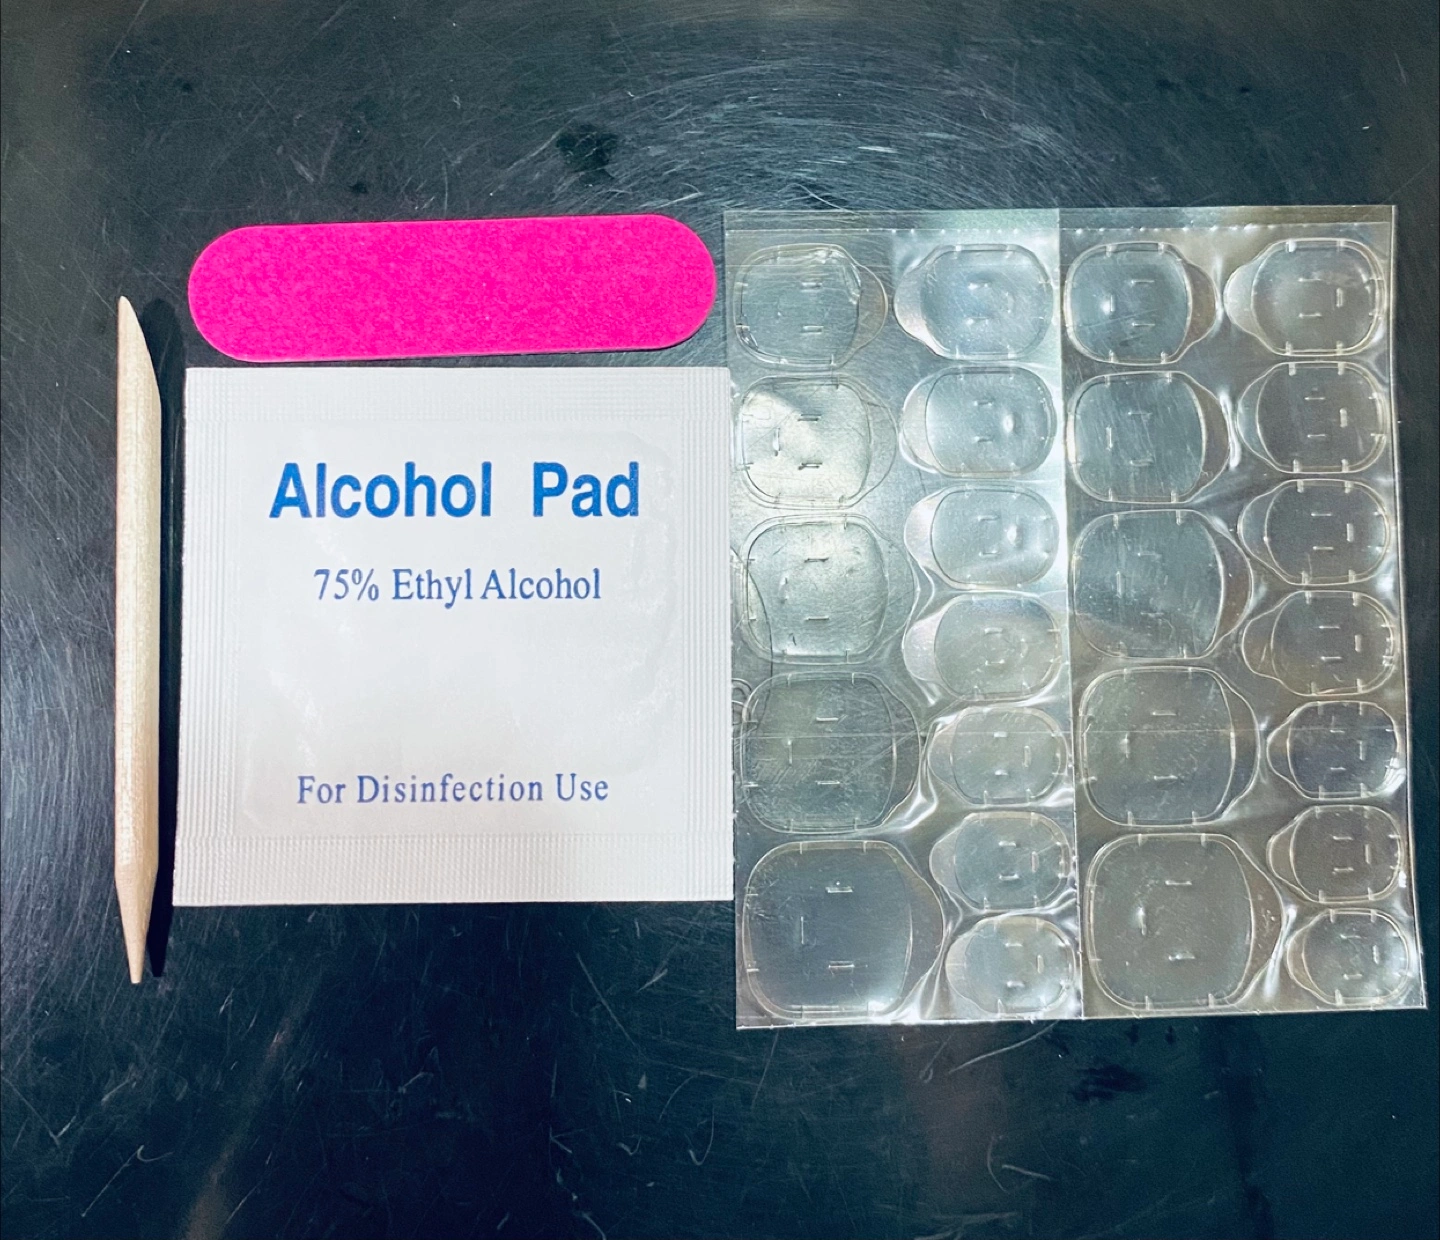 Alcohol Pad
75% Ethyl Alcohol
For Disinfection Use